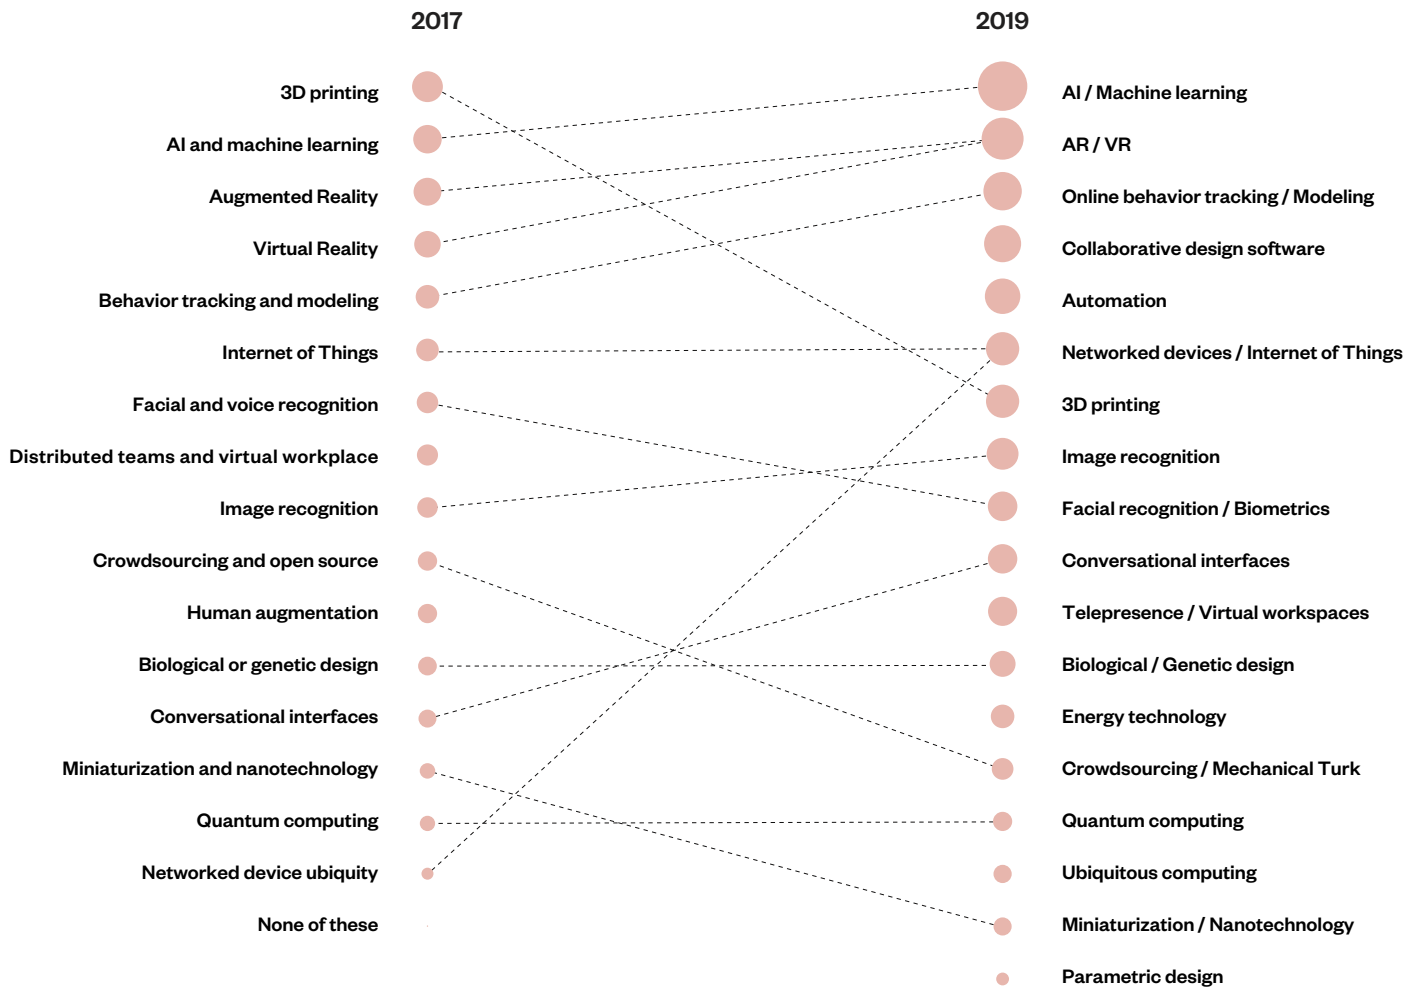 2017
2019
3D printing
AI and machine learning
Augmented Reality
Virtual Reality
Behavior tracking and modeling
Internet of Things
Facial and voice recognition
Distributed teams and virtual workplace
Image recognition
Crowdsourcing and open source
Human augmentation
Biological or genetic design
Conversational interfaces
Miniaturization and nanotechnology
Quantum computing
Networked device ubiquity
None of these
AI / Machine learning
AR / VR
Online behavior tracking / Modeling
Collaborative design software
Automation
Networked devices / Internet of Things
3D printing
Image recognition
Facial recognition / Biometrics
Conversational interfaces
Telepresence / Virtual workspaces
Biological / Genetic design
Energy technology
Crowdsourcing / Mechanical Turk
Quantum computing
Ubiquitous computing
Miniaturization / Nanotechnology
Parametric design